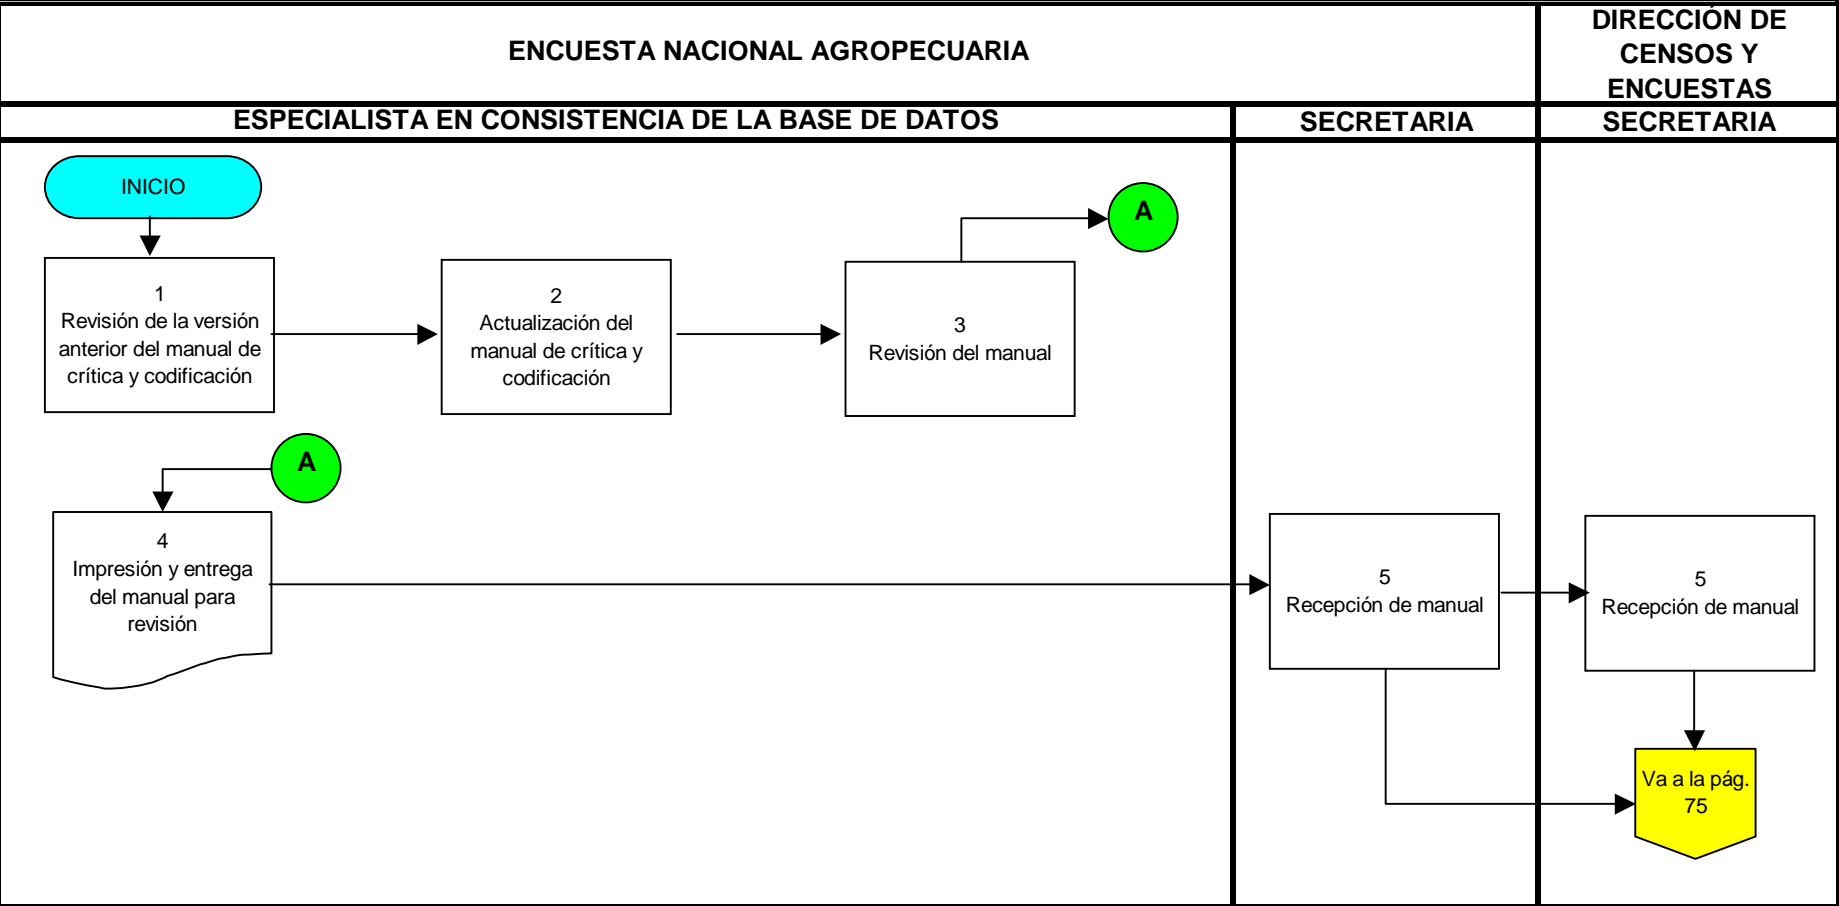 ENCUESTA NACIONAL AGROPECUARIA
DIRECCIÓN DE
CENSOS Y
ENCUESTAS
ESPECIALISTA EN CONSISTENCIA DE LA BASE DE DATOS
SECRETARIA
SECRETARIA
INICIO
A
1
Revisión de la versión
anterior del manual de
crítica y codificación
2
Actualización del
manual de crítica y
codificación
3
Revisión del manual
A
4
Impresión y entrega
del manual para
revisión
5
Recepción de manual
5
Recepción de manual
Va a la pág.
75